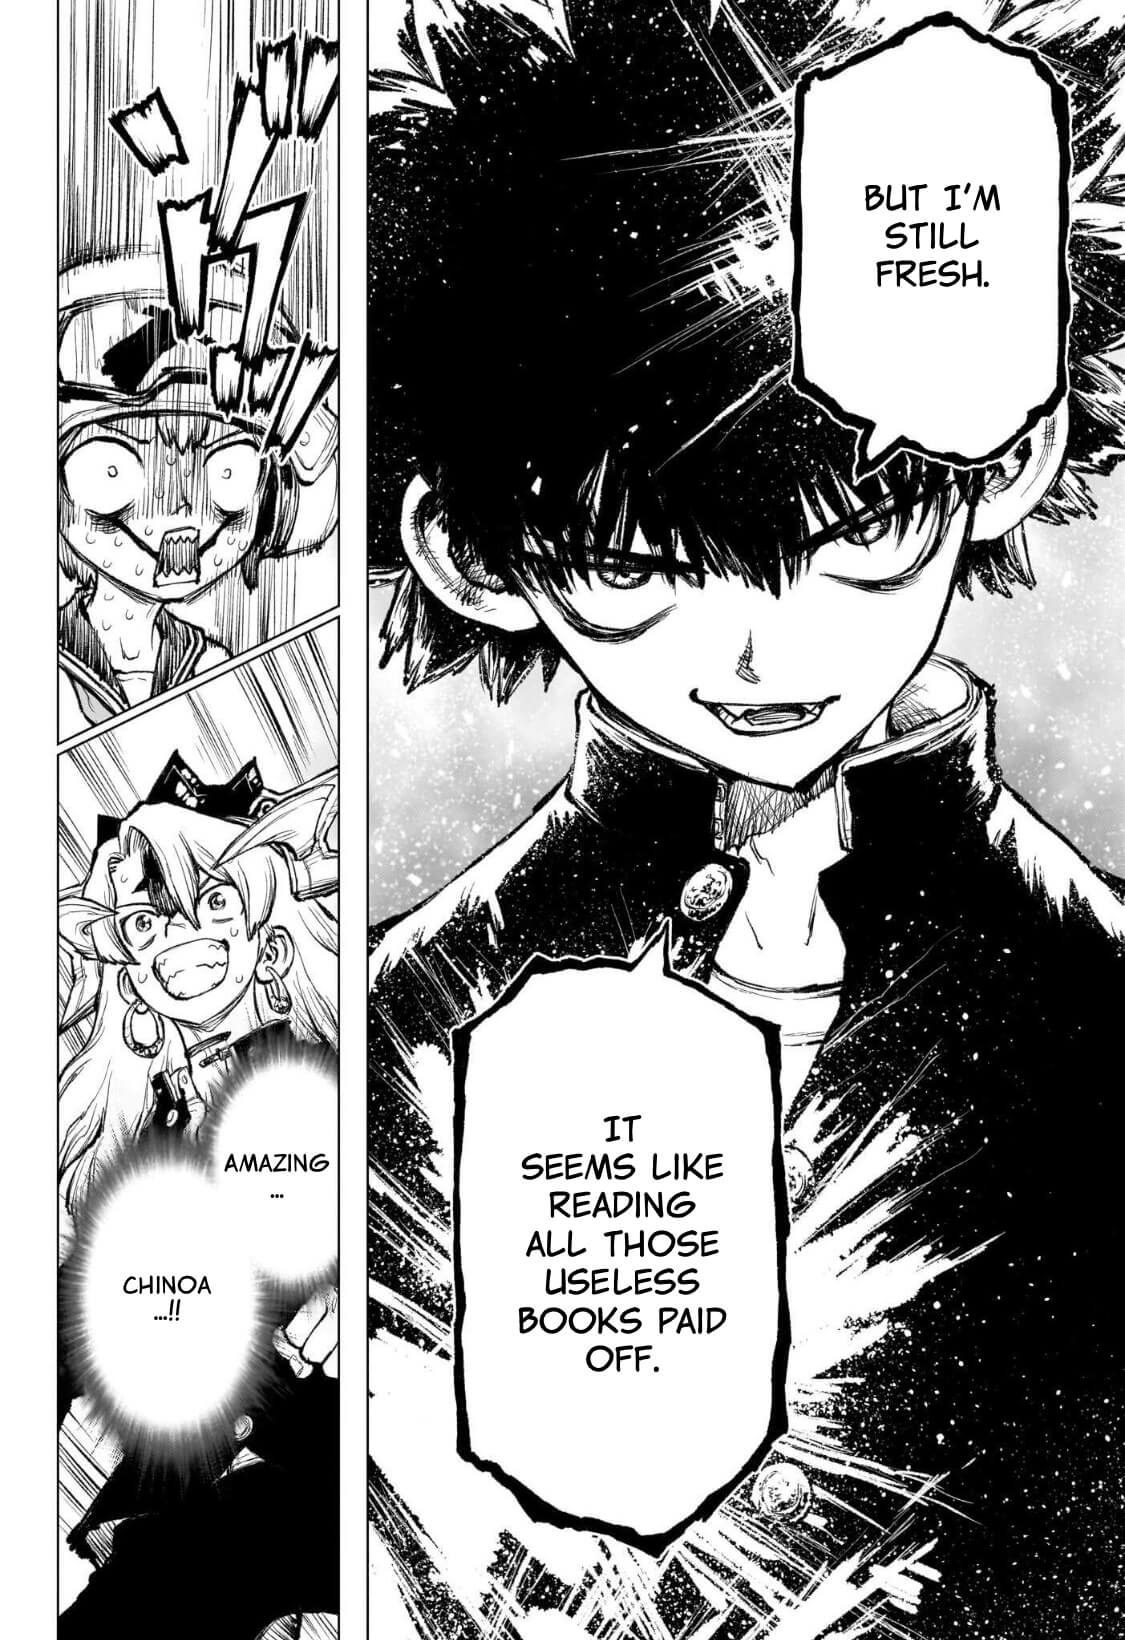 BUT I'M
STILL
FRESH.
IT
SEEMS LIKE
READING
ALL THOSE
USELESS
BOOKS PAID
OFF.
AMAZING
...
CHINOA
...!!